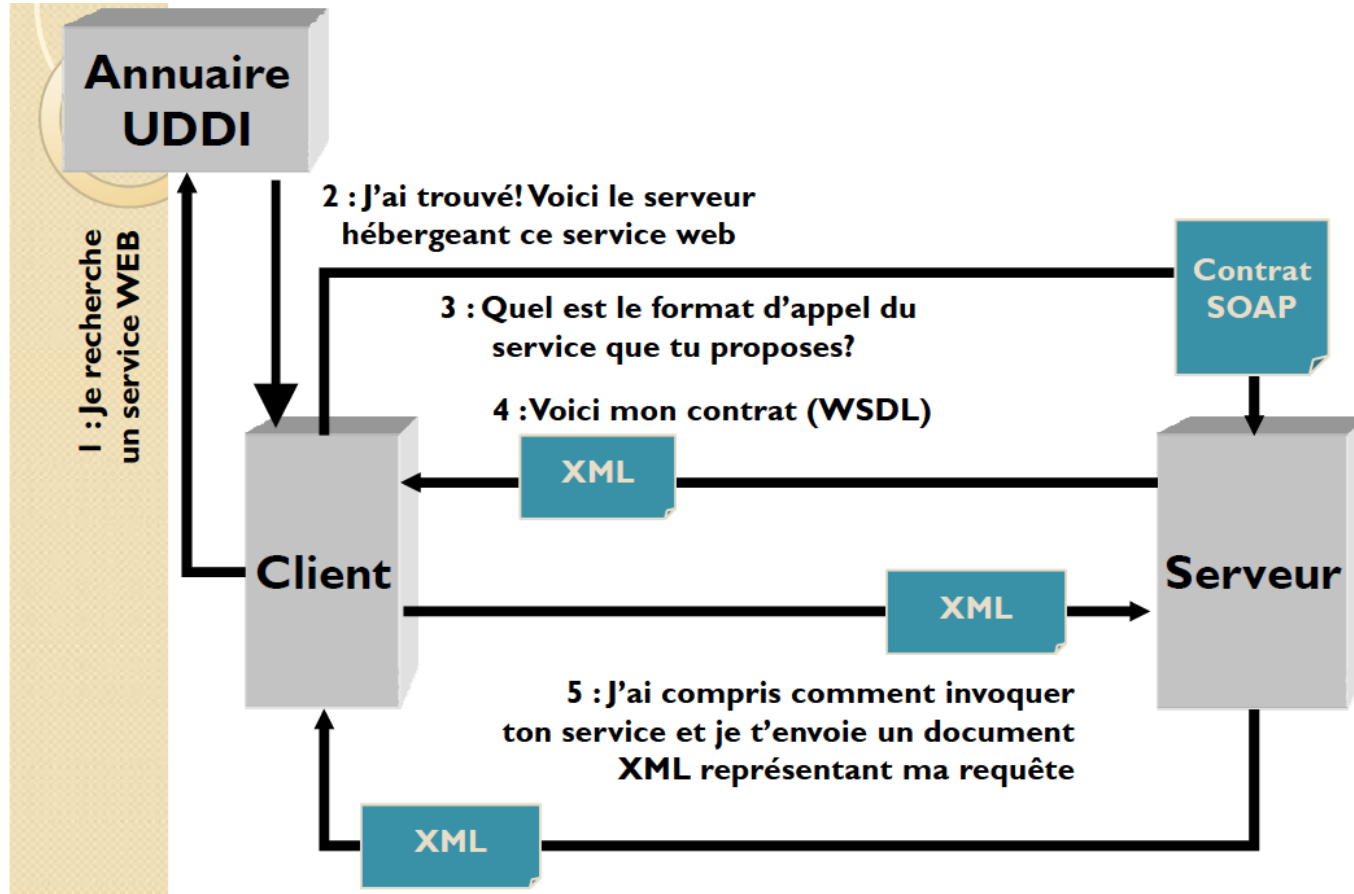 Annuaire
UDDI
1 : Je recherche
un service WEB
2 : J'ai trouvé! Voici le serveur
hébergeant ce service web
Contrat
SOAP
3 : Quel est le format d'appel du
service que tu proposes?
4 : Voici mon contrat (WSDL)
XML
Client
Serveur
XML
5 : J'ai compris comment invoquer
ton service et je t'envoie un document
XML représentant ma requête
XML